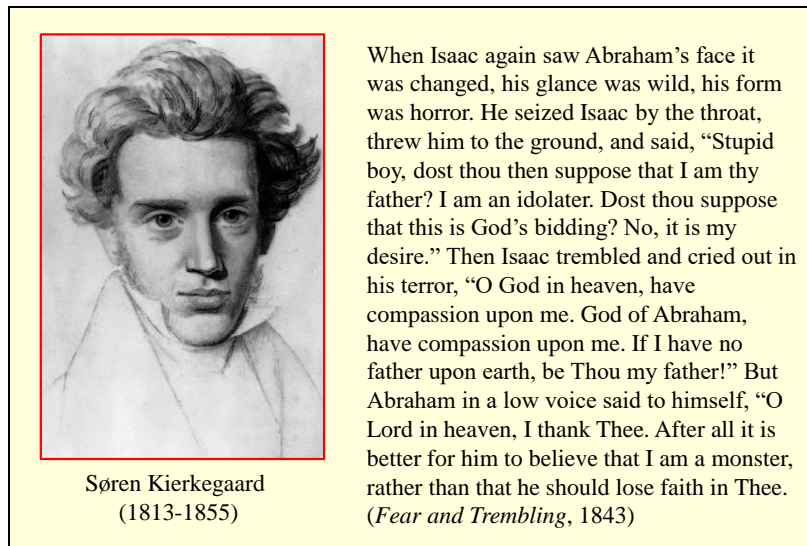 When Isaac again saw Abraham’s face it
was changed, his glance was wild, his form
was horror. He seized Isaac by the throat,
threw him to the ground, and said, “Stupid
boy, dost thou then suppose that I am thy
father? I am an idolater. Dost thou suppose
that this is God’s bidding? No, it is my
desire.” Then Isaac trembled and cried out in
his terror, “O God in heaven, have
compassion upon me. God of Abraham,
have compassion upon me. If I have no
father upon earth, be Thou my father!” But
Abraham in a low voice said to himself, “O
Lord in heaven, I thank Thee. After all it is
better for him to believe that I am a monster,
rather than that he should lose faith in Thee.
(Fear and Trembling, 1843)
Søren Kierkegaard
(1813-1855)